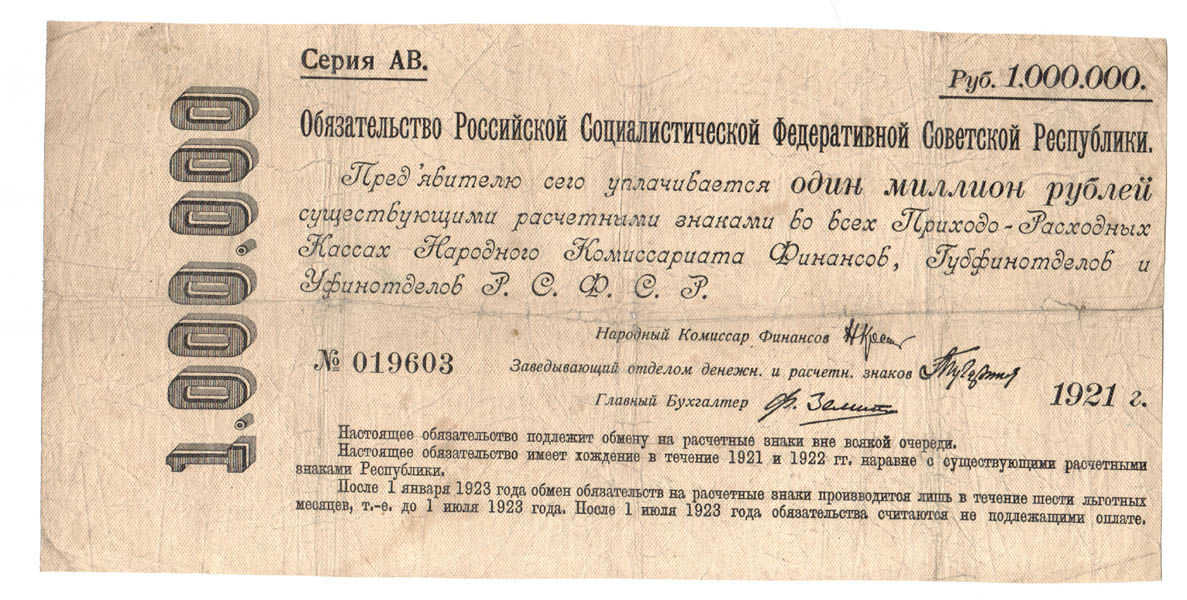 Серия АВ.
Руб. 1.000.000.
1.000.000
Обязательство Российской Социалистической Федеративной Советской Республики.
Пред'явителю сего уплачивается один миллион рублей
существующими расчетными знаками во всех Приходо-Расходных
Кассах Народного Комиссариата Финансов, Губфинотделов и
Уфинотделов Р. С. Ф. С. Р.
Народный Комиссар Финансов
№ 019603
Заведывающий отделом денежн. и расчетн. знаков
Главный Бухгалтер
1921 г.
Настоящее обязательство подлежит обмену на расчетные знаки вне всякой очереди.
Настоящее обязательство имеет хождение в течение 1921 и 1922 гг. наравне с существующими расчетными
знаками Республики.
После 1 января 1923 года обмен обязательств на расчетные знаки производится лишь в течение шести льготных
месяцев, т.-е. до 1 июля 1923 года. После 1 июля 1923 года обязательства считаются не подлежащими оплате.